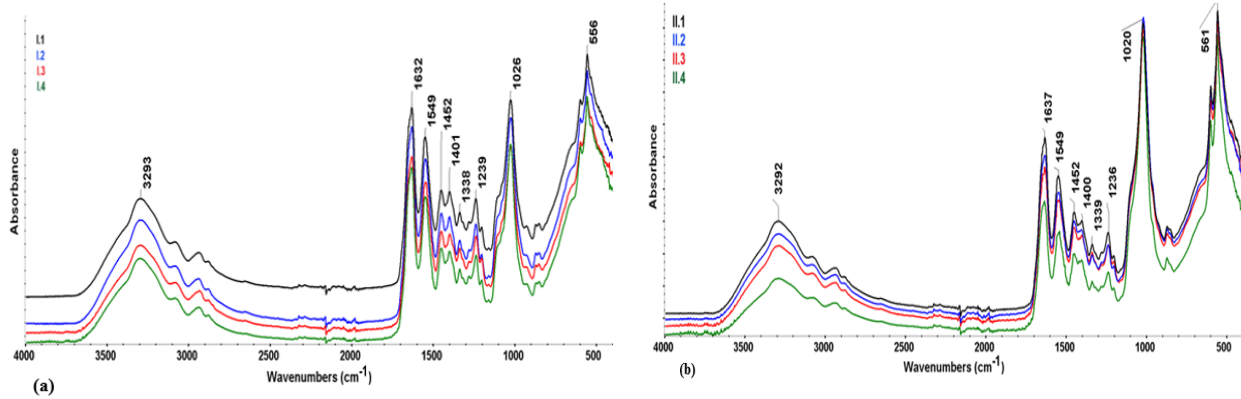 I.1
I.2
I.3
I.4
Absorbance
3293
1632
1549
1452
1401
1338
1239
1026
556
4000 3500 3000 2500 2000 1500 1000 500
Wavenumbers (cm-1)
(a)
II.1
II.2
II.3
II.4
Absorbance
3292
1637
1549
1452
1400
1339
1236
1020
561
4000 3500 3000 2500 2000 1500 1000 500
Wavenumbers (cm-1)
(b)